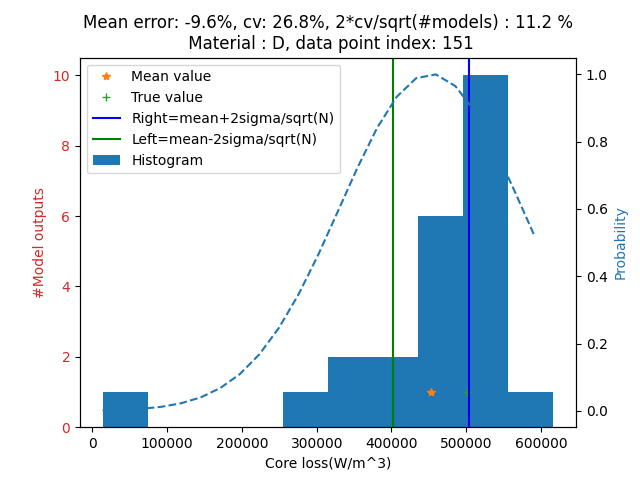 Mean error: -9.6%, cv: 26.8%, 2*cv/sqrt(#models) : 11.2 %
Material : D, data point index: 151
Mean value
True value
Right=mean+2sigma/sqrt(N)
Left=mean-2sigma/sqrt(N)
Histogram
#Model outputs
10
8
6
4
2
0
1.0
0.8
0.6
0.4
0.2
0.0
Probability
0 100000 200000 300000 400000 500000 600000
Core loss(W/m^3)